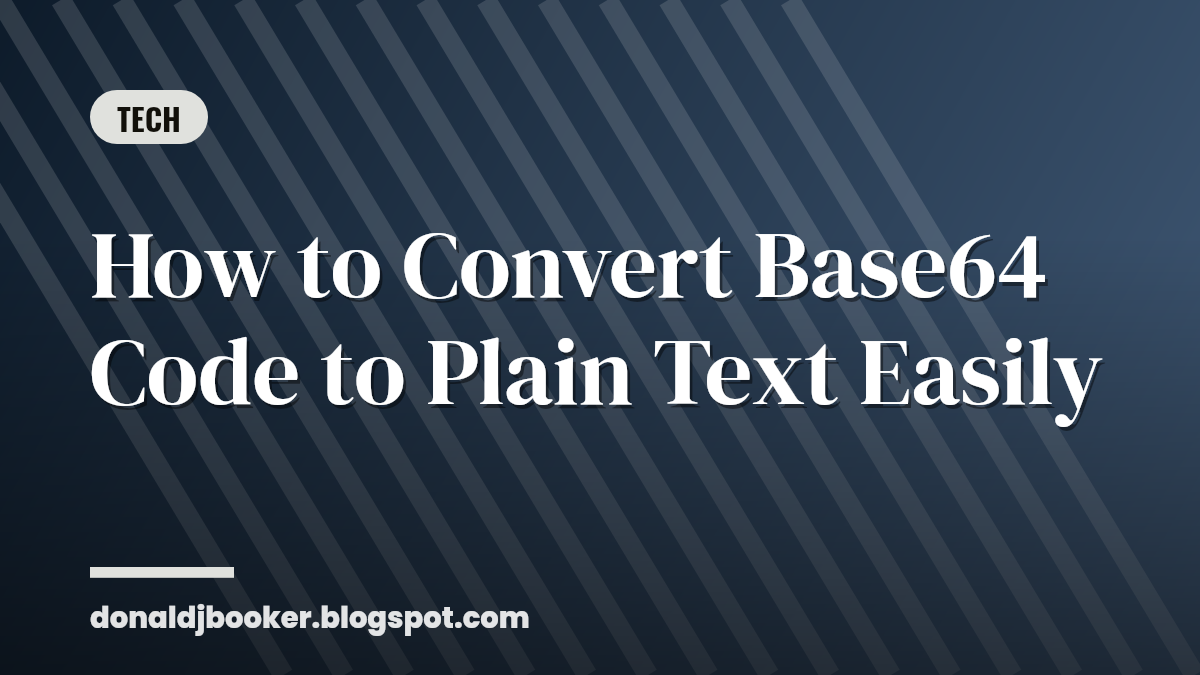 TECH
How to Convert Base64
Code to Plain Text Easily
donaldjbooker.blogspot.com